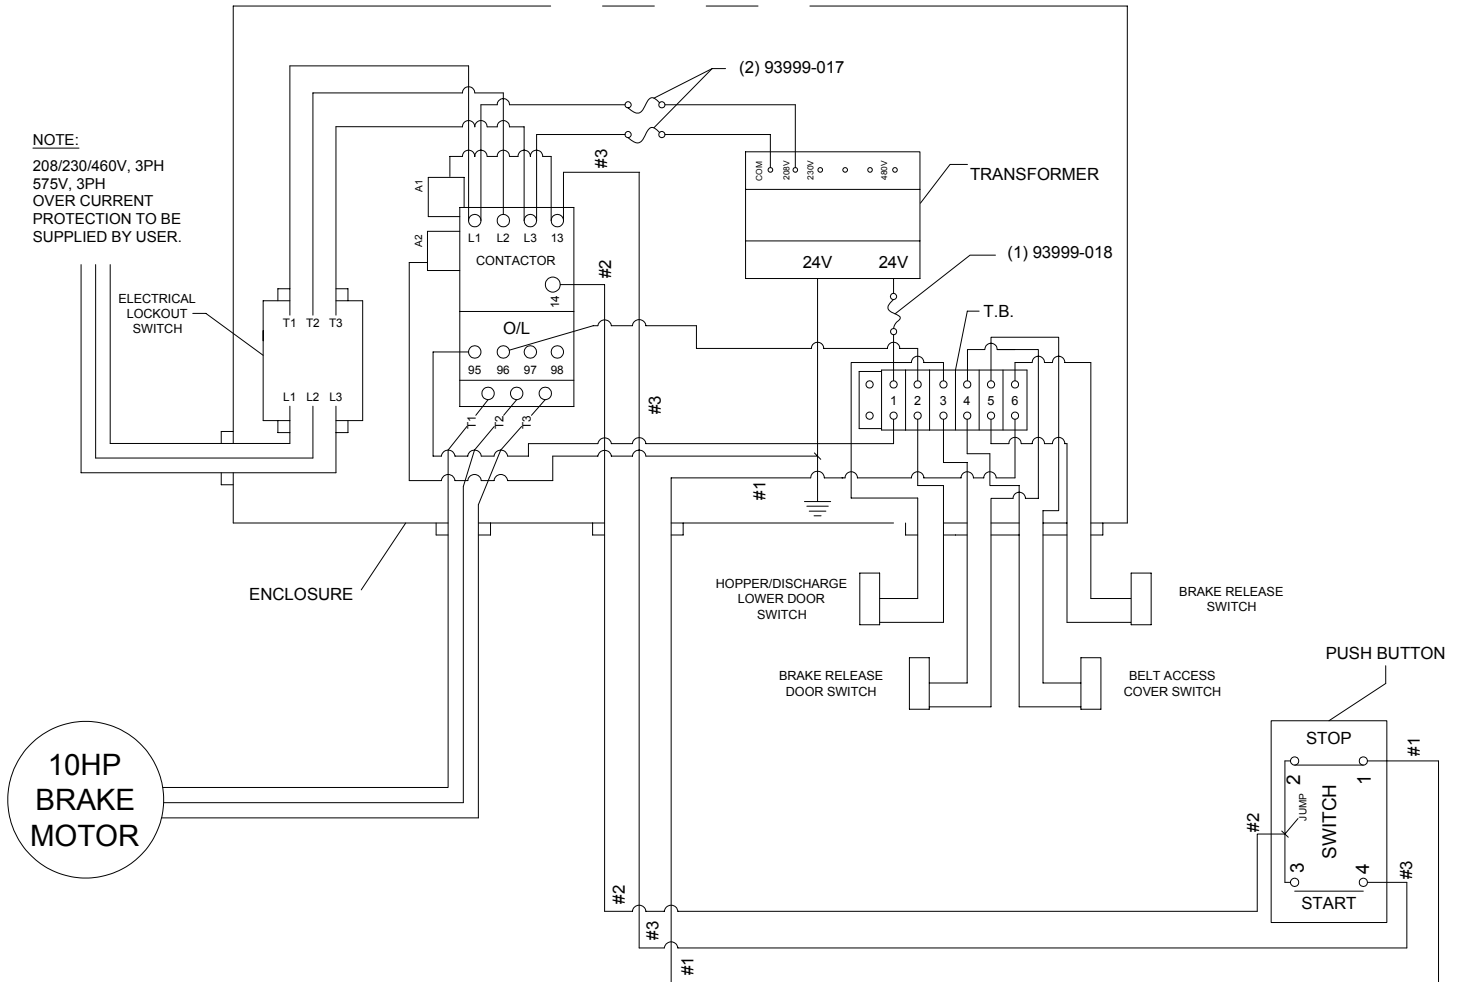 (2) 93999-017
NOTE:
208/230/460V, 3PH
575V, 3PH
OVER CURRENT
PROTECTION TO BE
SUPPLIED BY USER.
#3
COM
208V
230V
480V
TRANSFORMER
A1
A2
L1 L2 L3 13
CONTACTOR
#2
14
24V 24V
(1) 93999-018
ELECTRICAL
LOCKOUT
SWITCH
T1 T2 T3
L1 L2 L3
O/L
95 96 97 98
T1 T2 T3
T.B.
1 2 3 4 5 6
#3
#1
ENCLOSURE
HOPPER/DISCHARGE
LOWER DOOR
SWITCH
BRAKE RELEASE
SWITCH
BRAKE RELEASE
DOOR SWITCH
BELT ACCESS
COVER SWITCH
PUSH BUTTON
10HP
BRAKE
MOTOR
STOP
#1
2
1
JUMP
SWITCH
#2
3
4
#3
START
#2
#3
#1